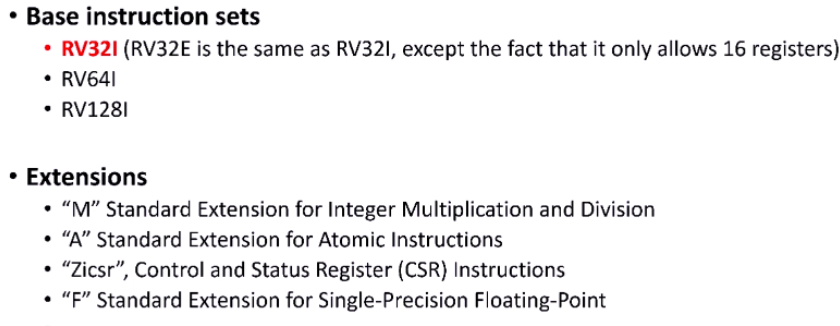 • Base instruction sets
• RV32I (RV32E is the same as RV32I, except the fact that it only allows 16 registers)
• RV64I
• RV128I
• Extensions
• “M” Standard Extension for Integer Multiplication and Division
• “A” Standard Extension for Atomic Instructions
• “Zicsr”, Control and Status Register (CSR) Instructions
• “F” Standard Extension for Single-Precision Floating-Point